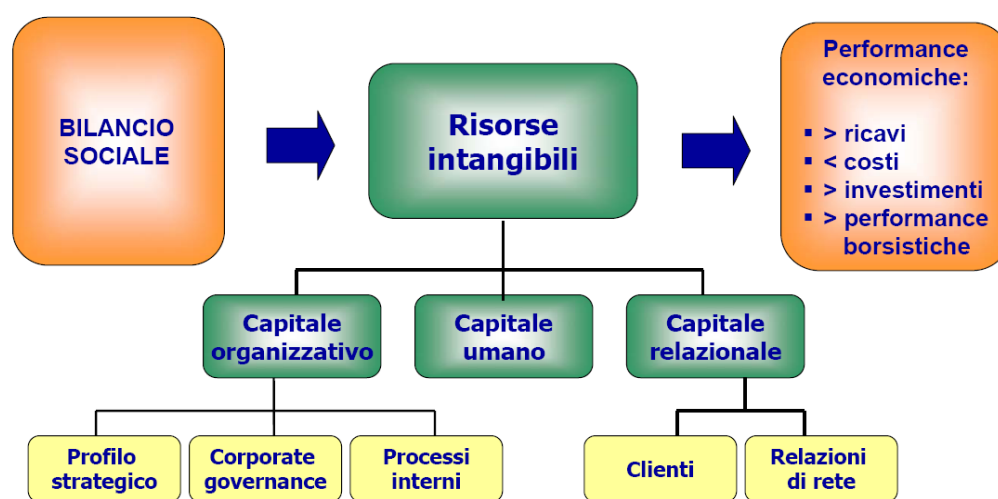 BILANCIO
SOCIALE
Risorse
intangibili
Performance
economiche:
▪ > ricavi
▪ < costi
▪ > investimenti
▪ > performance
borsistiche
Capitale
organizzativo
Capitale
umano
Capitale
relazionale
Profilo
strategico
Corporate
governance
Processi
interni
Clienti
Relazioni
di rete